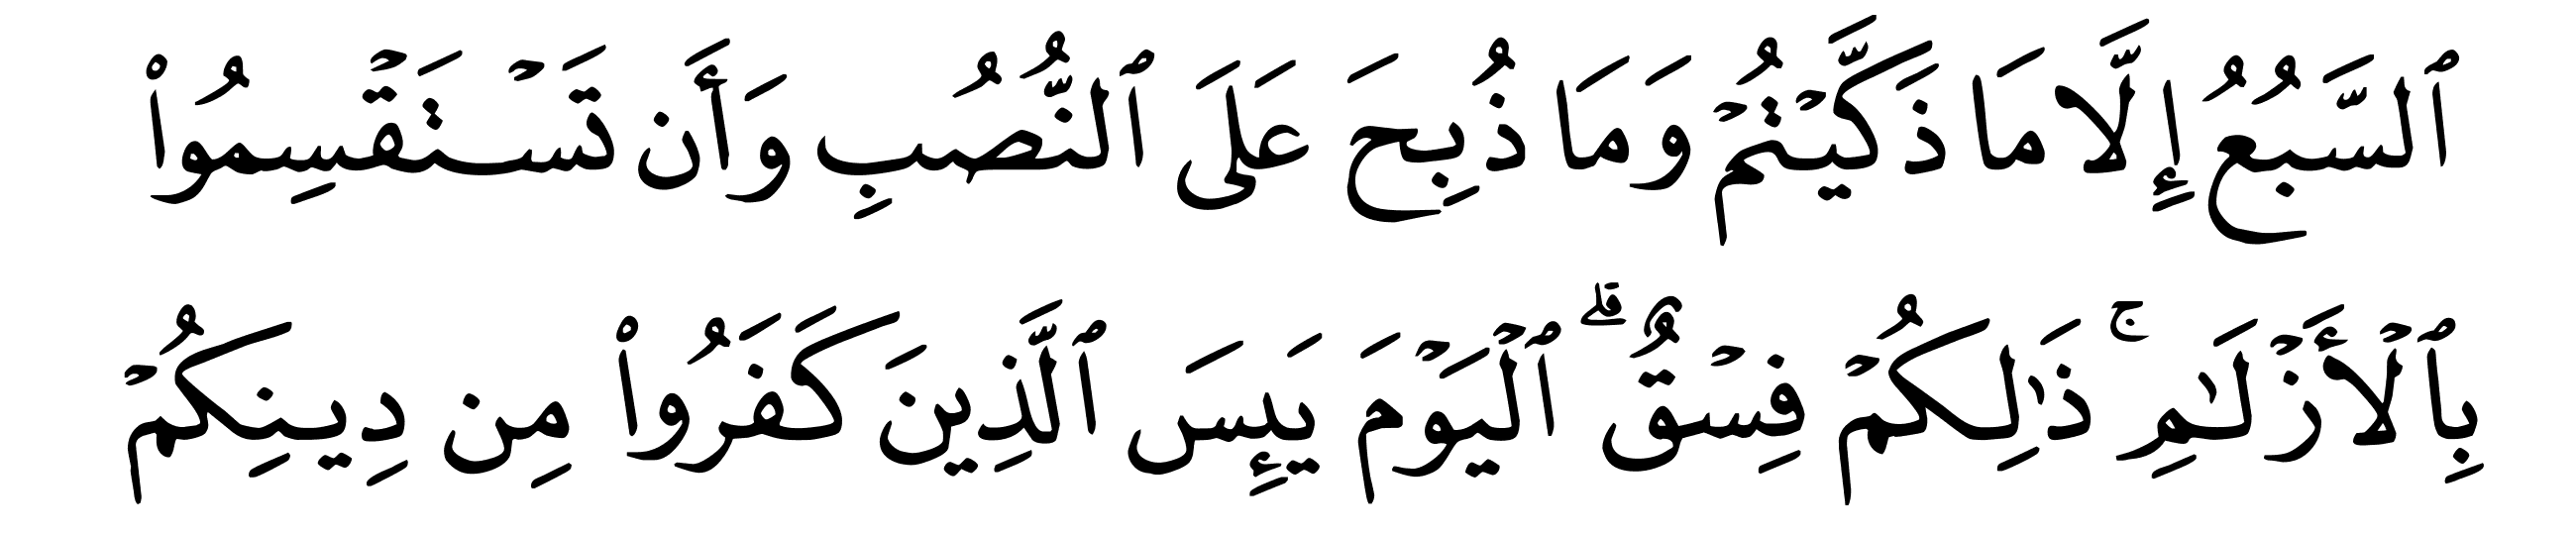 ٱلسَّبُعُ إِلَّا مَا ذَكَّيۡتُمۡ وَمَا ذُبِحَ عَلَى ٱلنُّصُبِ وَأَن تَسۡتَقۡسِمُواْ
بِٱلۡأَزۡلَٰمِۚ ذَٰلِكُمۡ فِسۡقٌۗ ٱلۡيَوۡمَ يَئِسَ ٱلَّذِينَ كَفَرُواْ مِن دِينِكُمۡ